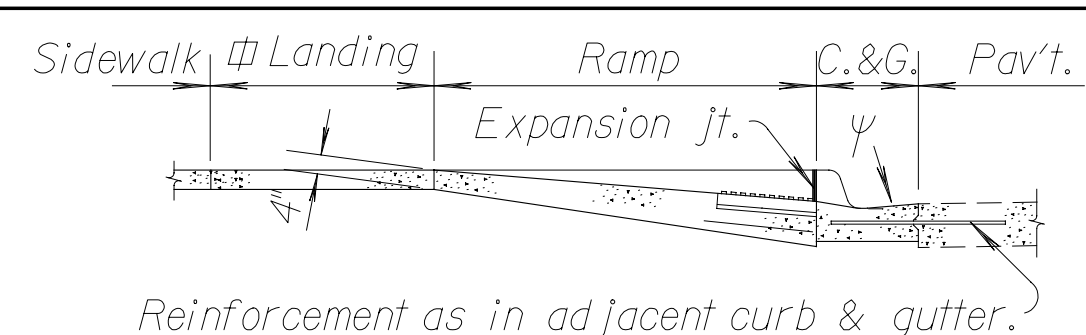 Sidewalk ⌑ Landing Ramp C.&G. Pav't.
Expansion jt. ψ
4"
Reinforcement as in adjacent curb & gutter.